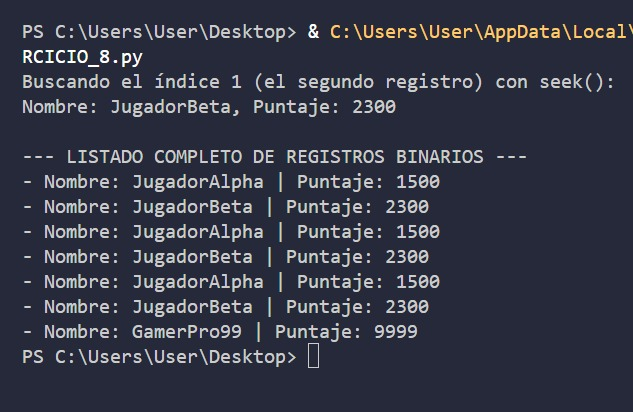 PS C:\Users\User\Desktop> & C:\Users\User\AppData\Local\
RCICIO_8.py
Buscando el índice 1 (el segundo registro) con seek():
Nombre: JugadorBeta, Puntaje: 2300
--- LISTADO COMPLETO DE REGISTROS BINARIOS ---
- Nombre: JugadorAlpha | Puntaje: 1500
- Nombre: JugadorBeta | Puntaje: 2300
- Nombre: JugadorAlpha | Puntaje: 1500
- Nombre: JugadorBeta | Puntaje: 2300
- Nombre: JugadorAlpha | Puntaje: 1500
- Nombre: JugadorBeta | Puntaje: 2300
- Nombre: GamerPro99 | Puntaje: 9999
PS C:\Users\User\Desktop>